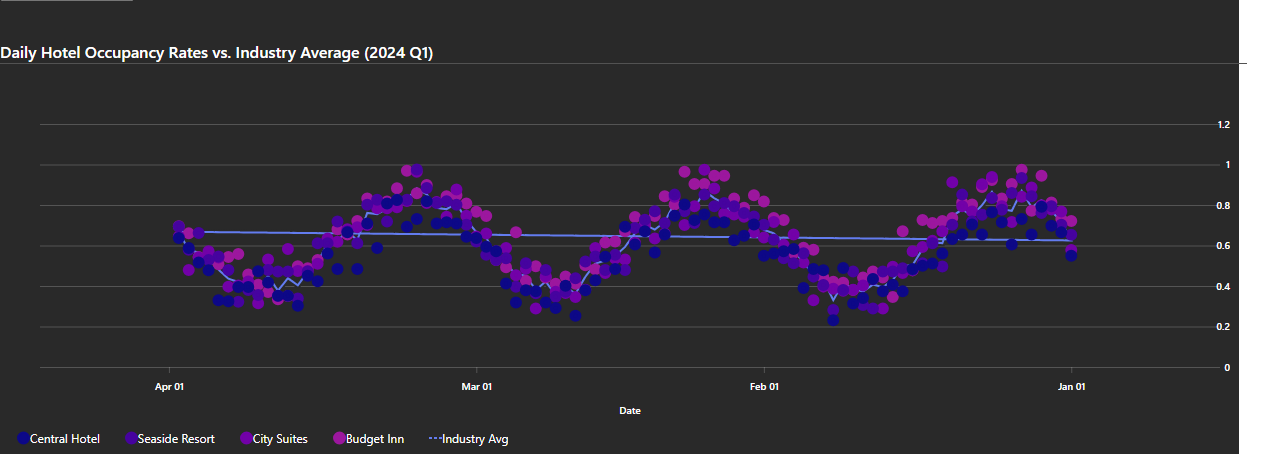 Daily Hotel Occupancy Rates vs. Industry Average (2024 Q1)
1.2
1
0.8
0.6
0.4
0.2
0
Apr 01 Mar 01 Feb 01 Jan 01
Date
Central Hotel Seaside Resort City Suites Budget Inn Industry Avg